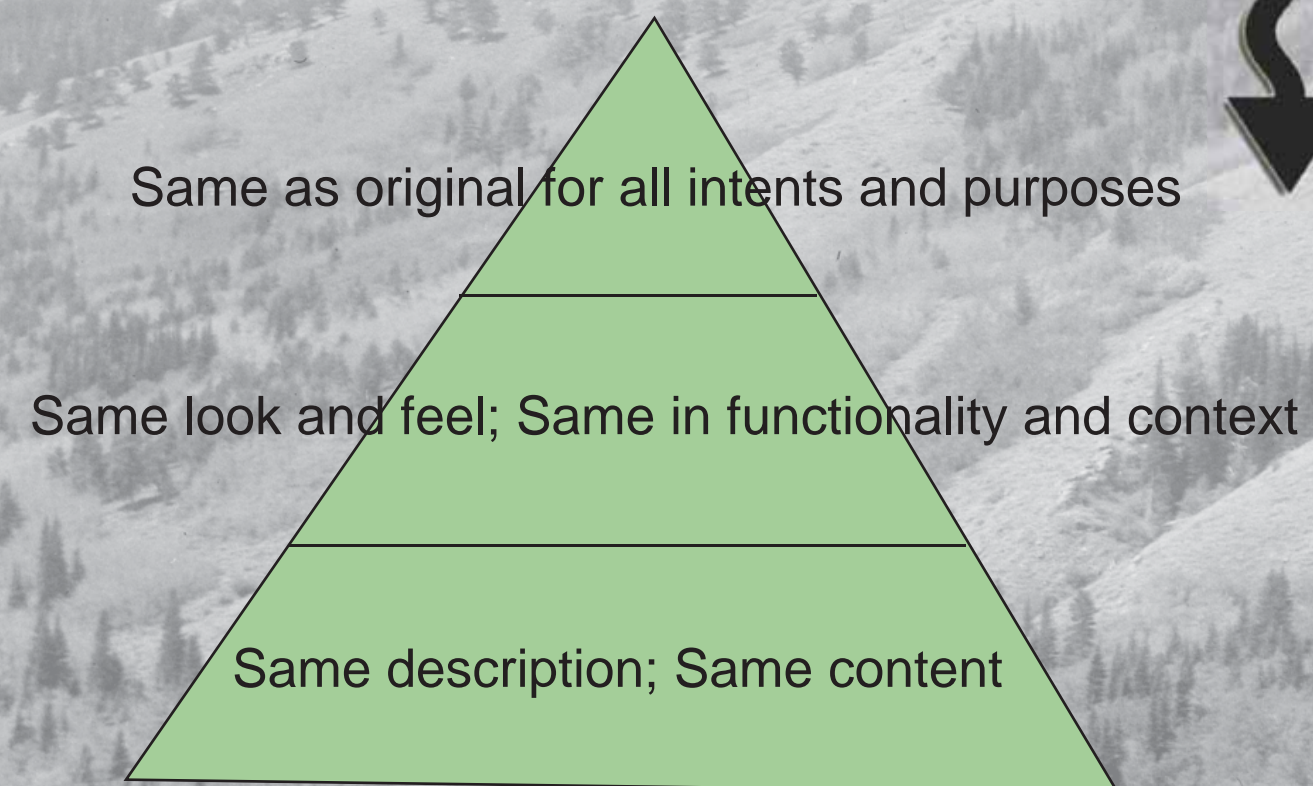 Same as original for all intents and purposes
Same look and feel; Same in functionality and context
Same description; Same content